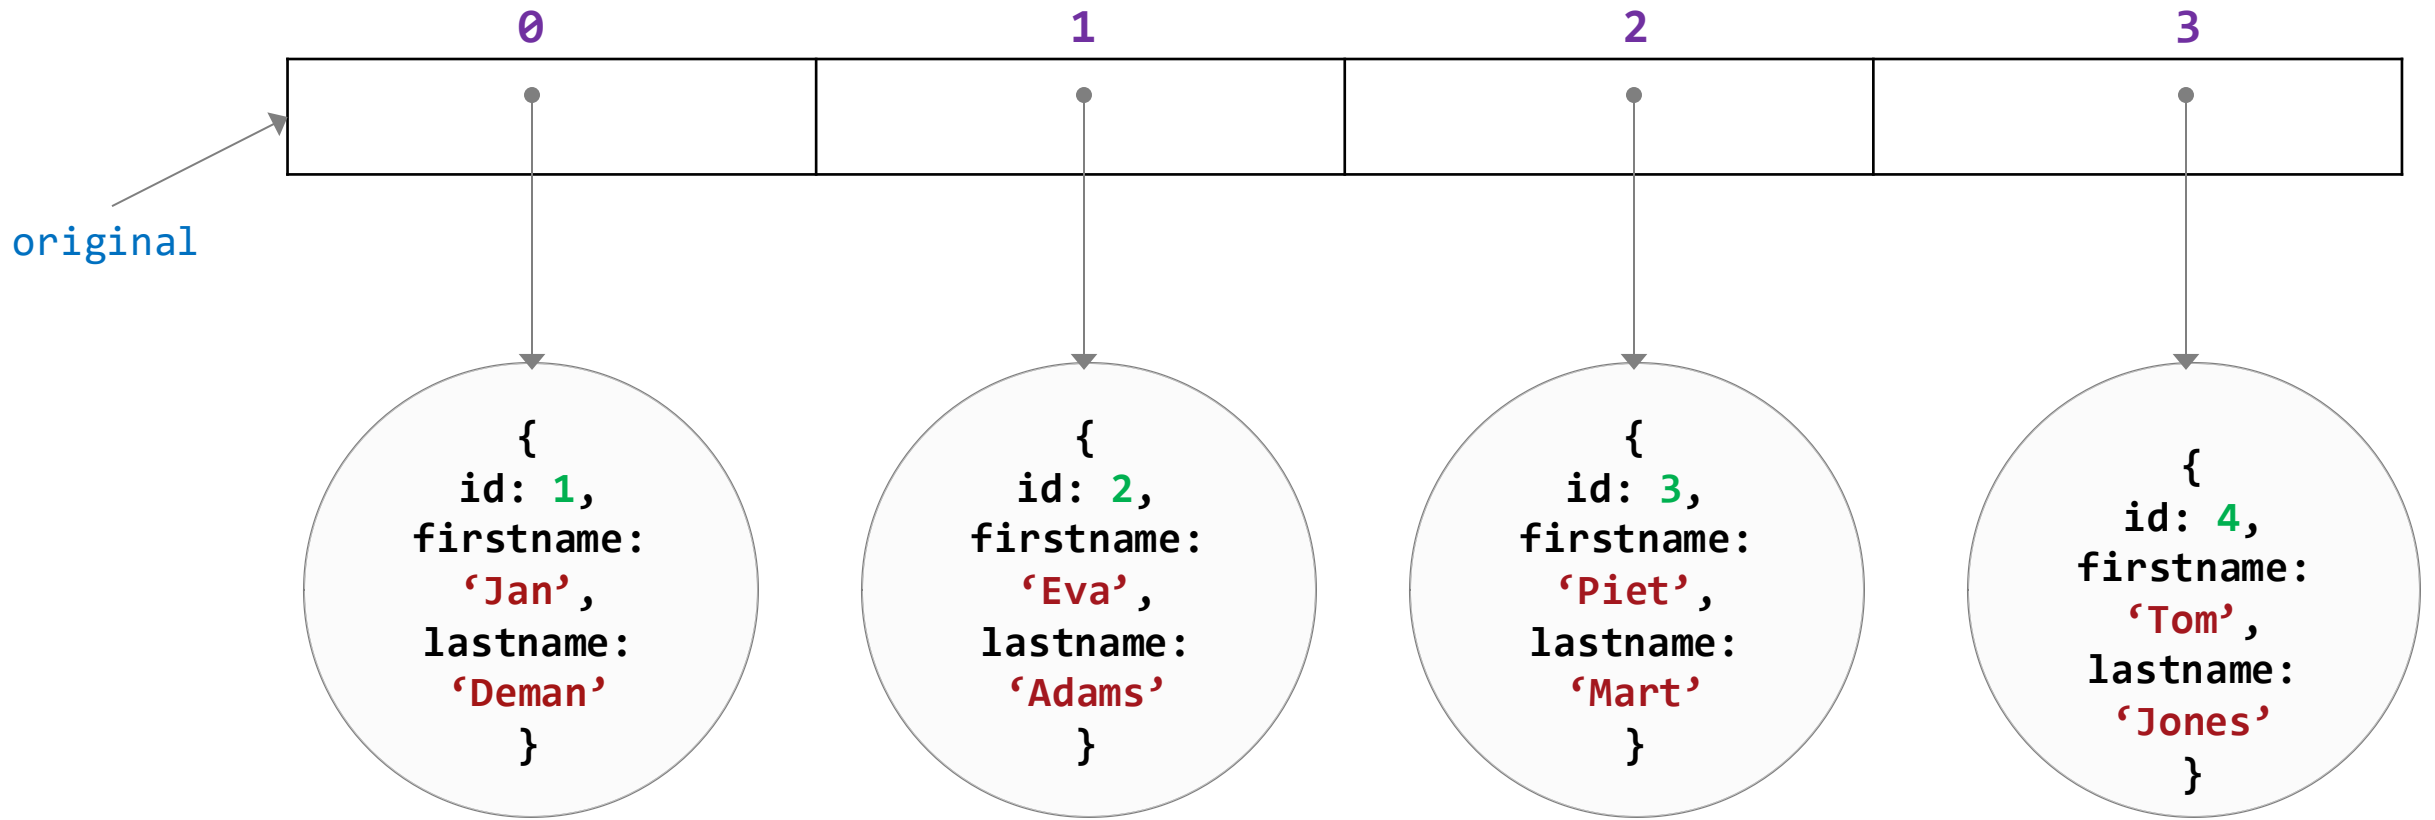 0 1 2 3
original
{
id: 1,
firstname:
‘Jan’,
lastname:
‘Deman’
}
{
id: 2,
firstname:
‘Eva’,
lastname:
‘Adams’
}
{
id: 3,
firstname:
‘Piet’,
lastname:
‘Mart’
}
{
id: 4,
firstname:
‘Tom’,
lastname:
‘Jones’
}